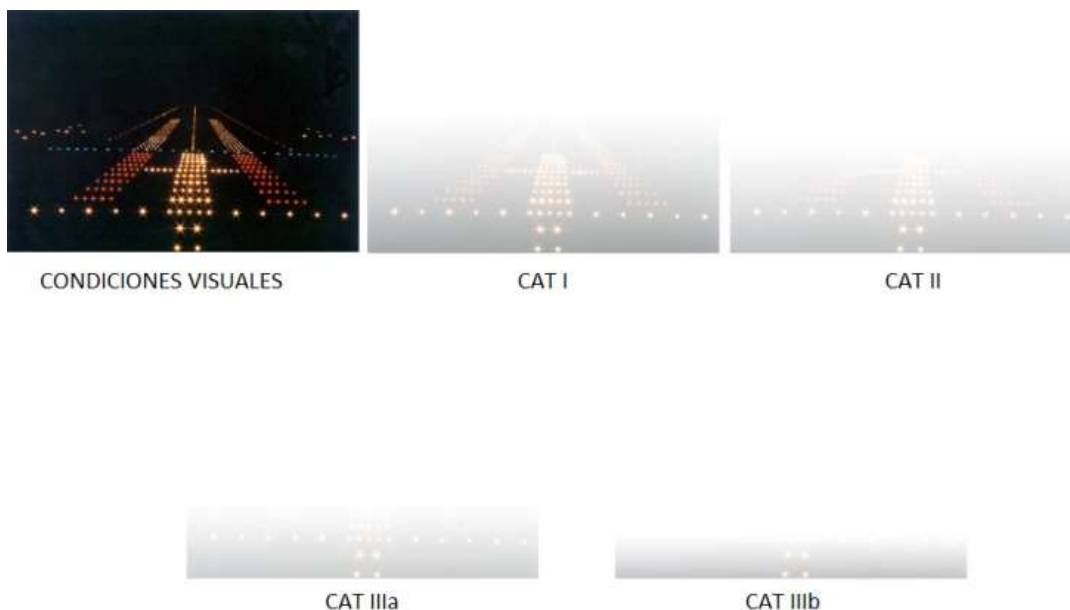 CONDICIONES VISUALES
CAT I
CAT II
CAT IIIa
CAT IIIb